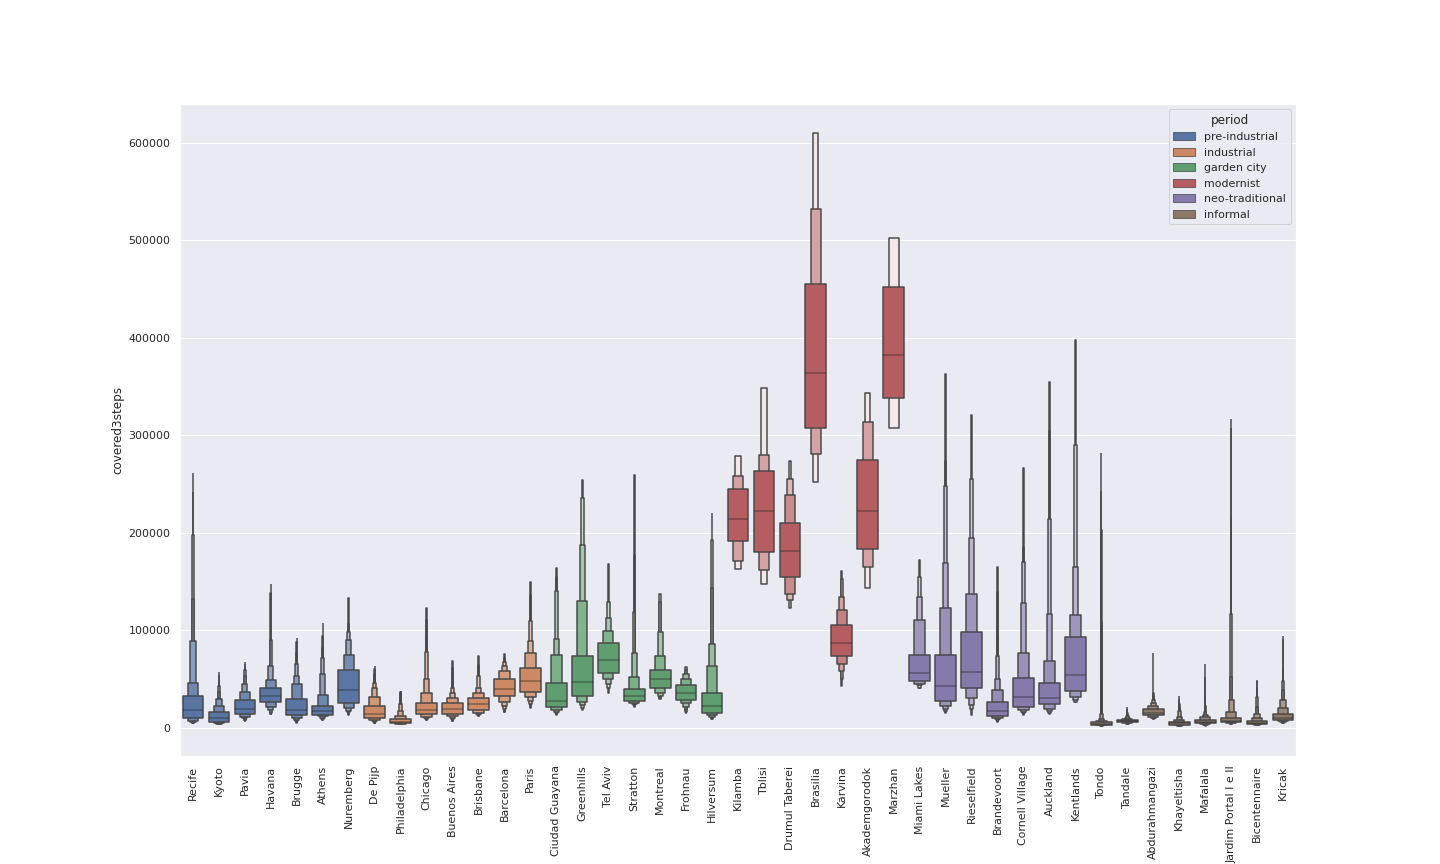 period
pre-industrial
industrial
garden city
modernist
neo-traditional
informal
covered3steps
600000
500000
400000
300000
200000
100000
0
Recife
Kyoto
Pavia
Havana
Brugge
Athens
Nuremberg
De Pijp
Philadelphia
Chicago
Buenos Aires
Brisbane
Barcelona
Paris
Ciudad Guayana
Greenhills
Tel Aviv
Stratton
Montreal
Frohnau
Hilversum
Kilamba
Tblisi
Drumul Taberei
Brasilia
Karvina
Akademgorodok
Marzhan
Miami Lakes
Mueller
Rieselfield
Brandevoort
Cornell Village
Auckland
Kentlands
Tondo
Tandale
Abdurahmangazi
Khayeltisha
Mafalala
Jardim Portal I e II
Bicentennaire
Kricak